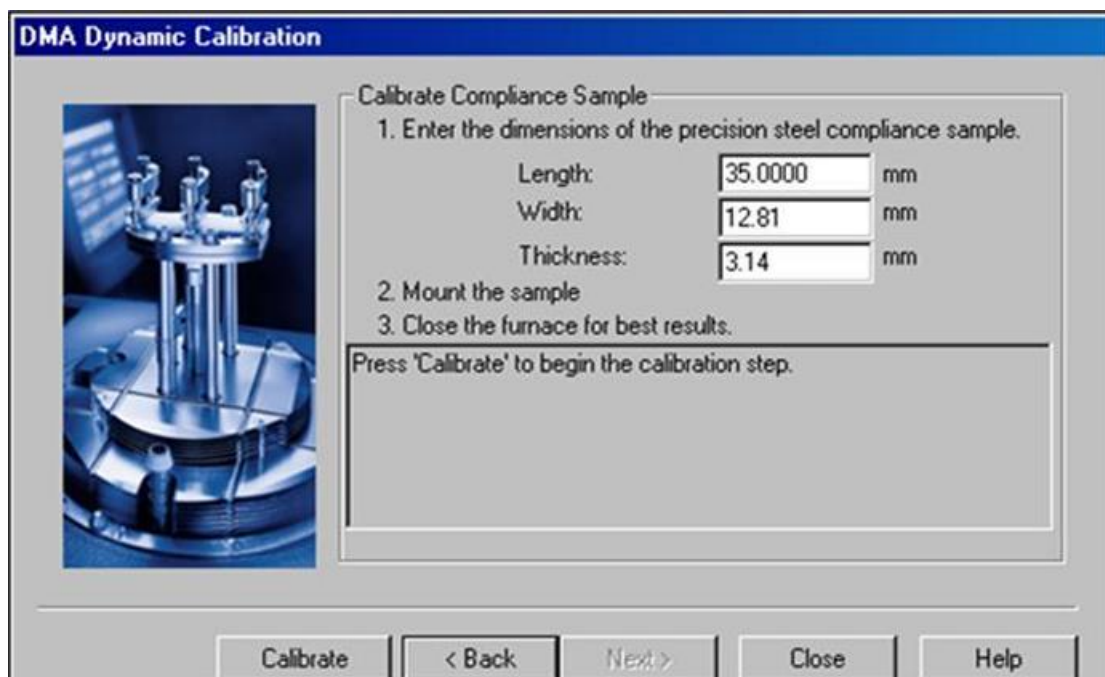 DMA Dynamic Calibration
Calibrate Compliance Sample
1. Enter the dimensions of the precision steel compliance sample.
Length: 35.0000 mm
Width: 12.81 mm
Thickness: 3.14 mm
2. Mount the sample
3. Close the furnace for best results.
Press 'Calibrate' to begin the calibration step.
Calibrate < Back Next > Close Help